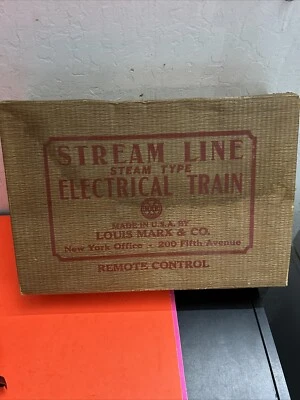 STREAM LINE
STEAM TYPE
ELECTRICAL TRAIN
MADE IN U.S.A. BY
LOUIS MARX & CO.
New York Office - 200 Fifth Avenue
REMOTE CONTROL